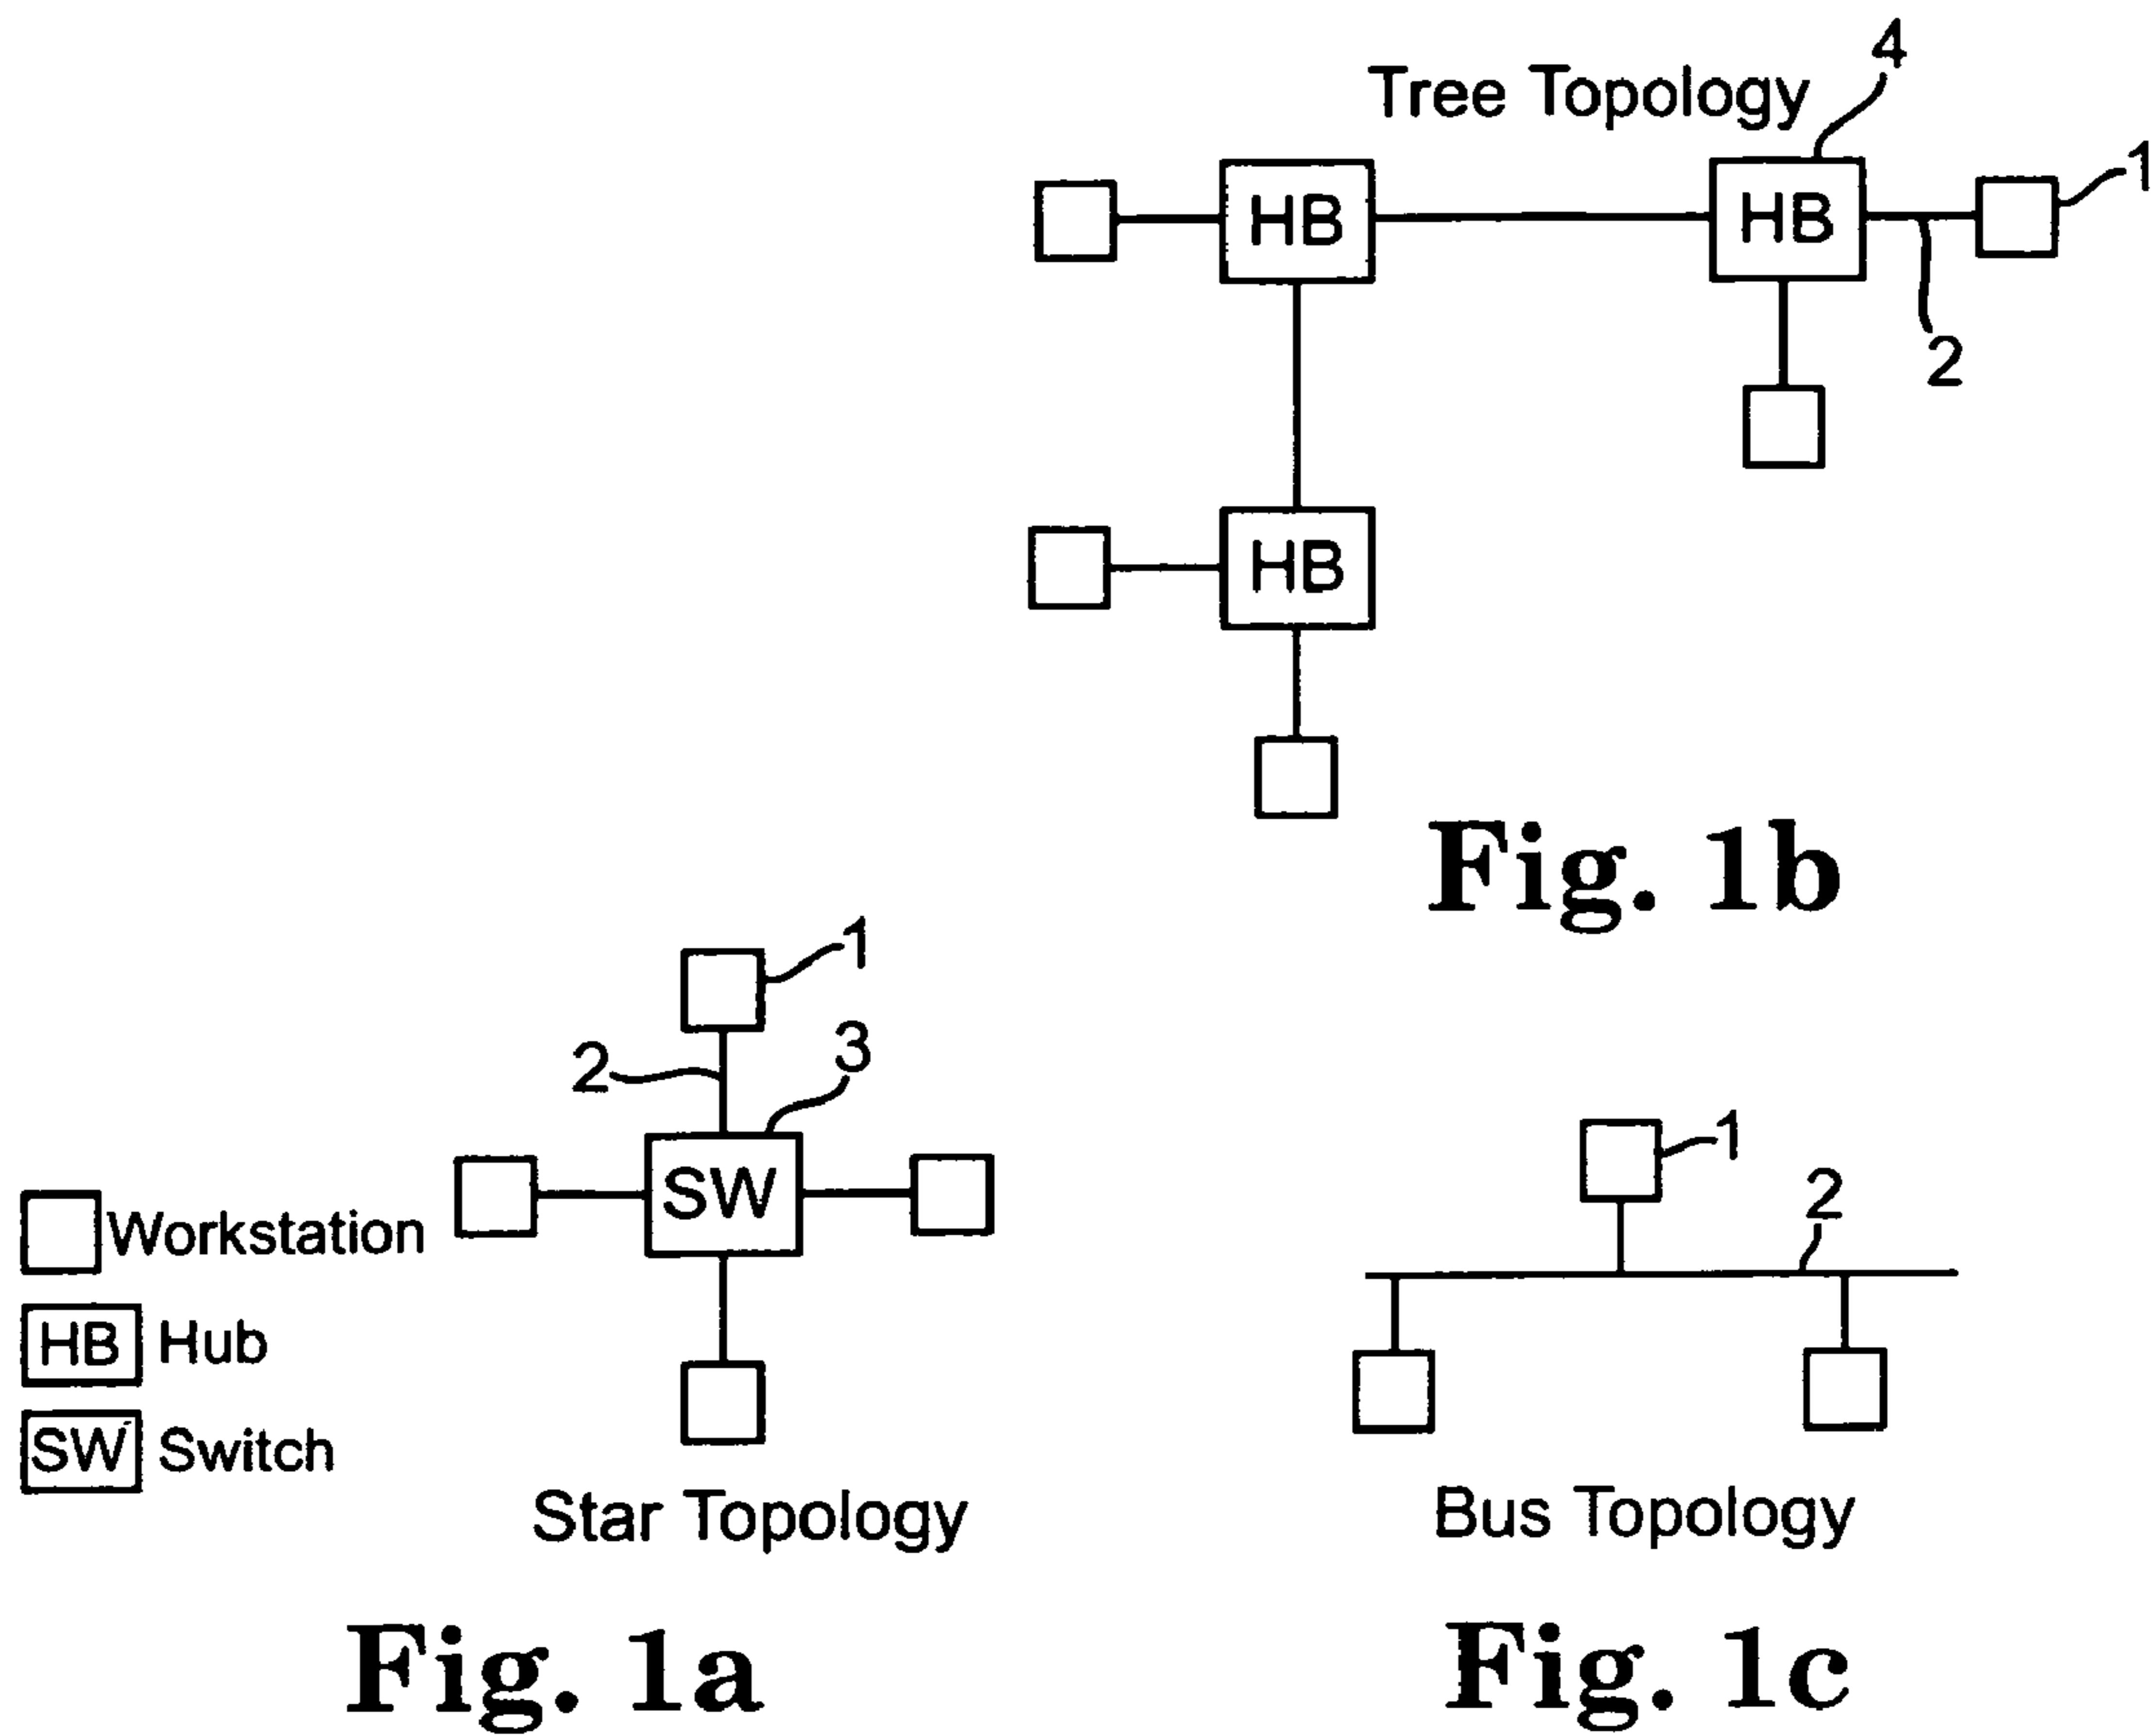 Tree Topology
4
1
HB
HB
2
HB
Fig. 1b
1
2
3
SW
Workstation
HB Hub
SW Switch
Star Topology
Fig. 1a
1
2
Bus Topology
Fig. 1c